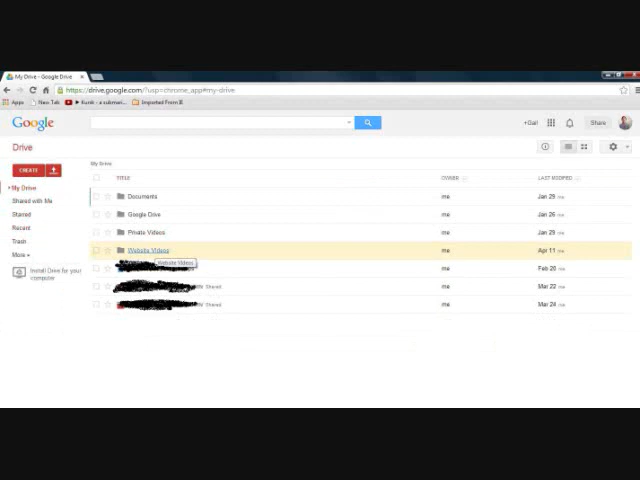 My Drive - Google Drive
https://drive.google.com/?usp=chrome_app#my-drive
Apps New Tab Imported From IE
Google +Gail Share
Drive
CREATE
My Drive
TITLE OWNER LAST MODIFIED
My Drive
Documents me Jan 29 me
Shared with Me
Starred
Google Drive me Jan 26 me
Recent
Private Videos me Jan 29 me
Trash
Website Videos me Apr 11 me
More
Website Videos
me Feb 20 me
Install Drive for your
computer
Shared me Mar 22 me
Shared me Mar 24 me